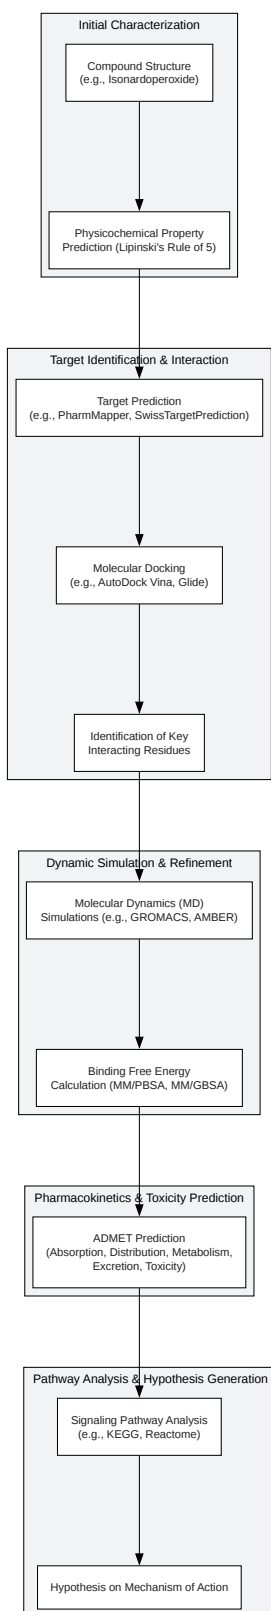 Initial Characterization
Compound Structure
(e.g., Isonardoperoxide)
Physicochemical Property
Prediction (Lipinski's Rule of 5)
Target Identification & Interaction
Target Prediction
(e.g., PharmMapper, SwissTargetPrediction)
Molecular Docking
(e.g., AutoDock Vina, Glide)
Identification of Key
Interacting Residues
Dynamic Simulation & Refinement
Molecular Dynamics (MD)
Simulations (e.g., GROMACS, AMBER)
Binding Free Energy
Calculation (MM/PBSA, MM/GBSA)
Pharmacokinetics & Toxicity Prediction
ADMET Prediction
(Absorption, Distribution, Metabolism,
Excretion, Toxicity)
Pathway Analysis & Hypothesis Generation
Signaling Pathway Analysis
(e.g., KEGG, Reactome)
Hypothesis on Mechanism of Action